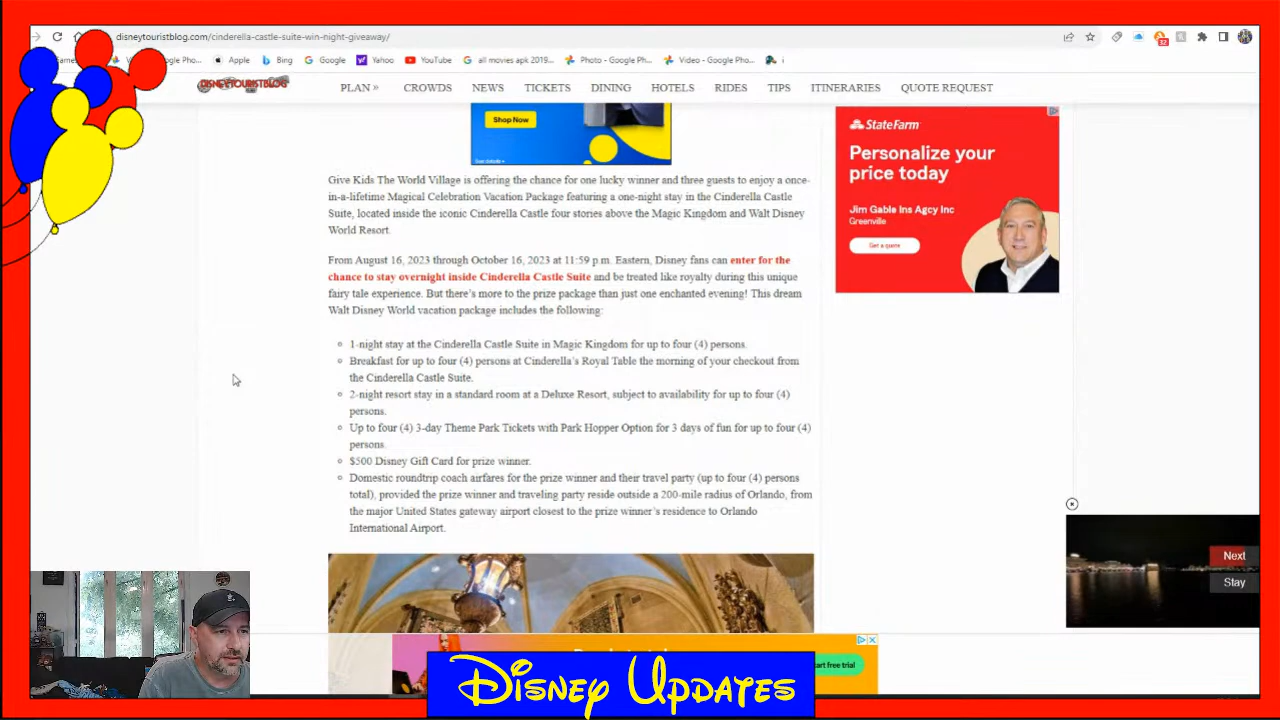 disneytouristblog.com/cinderella-castle-suite-win-night-giveaway/
Apple Bing Google Yahoo YouTube all movies apk 2019... Photo - Google Ph... Video - Google Pho...
DISNEYTOURISTBLOG PLAN » CROWDS NEWS TICKETS DINING HOTELS RIDES TIPS ITINERARIES QUOTE REQUEST
Shop Now
StateFarm
Personalize your
price today
Jim Gable Ins Agcy Inc
Greenville
Get a quote
Give Kids The World Village is offering the chance for one lucky winner and three guests to enjoy a once-
in-a-lifetime Magical Celebration Vacation Package featuring a one-night stay in the Cinderella Castle
Suite, located inside the iconic Cinderella Castle four stories above the Magic Kingdom and Walt Disney
World Resort.
From August 16, 2023 through October 16, 2023 at 11:59 p.m. Eastern, Disney fans can enter for the
chance to stay overnight inside Cinderella Castle Suite and be treated like royalty during this unique
fairy tale experience. But there's more to the prize package than just one enchanted evening! This dream
Walt Disney World vacation package includes the following:
1-night stay at the Cinderella Castle Suite in Magic Kingdom for up to four (4) persons.
Breakfast for up to four (4) persons at Cinderella's Royal Table the morning of your checkout from
the Cinderella Castle Suite.
2-night resort stay in a standard room at a Deluxe Resort, subject to availability for up to four (4)
persons.
Up to four (4) 3-day Theme Park Tickets with Park Hopper Option for 3 days of fun for up to four (4)
persons.
$500 Disney Gift Card for prize winner.
Domestic roundtrip coach airfares for the prize winner and their travel party (up to four (4) persons
total), provided the prize winner and traveling party reside outside a 200-mile radius of Orlando, from
the major United States gateway airport closest to the prize winner's residence to Orlando
International Airport.
Next
Stay
tart free trial
Disney Updates